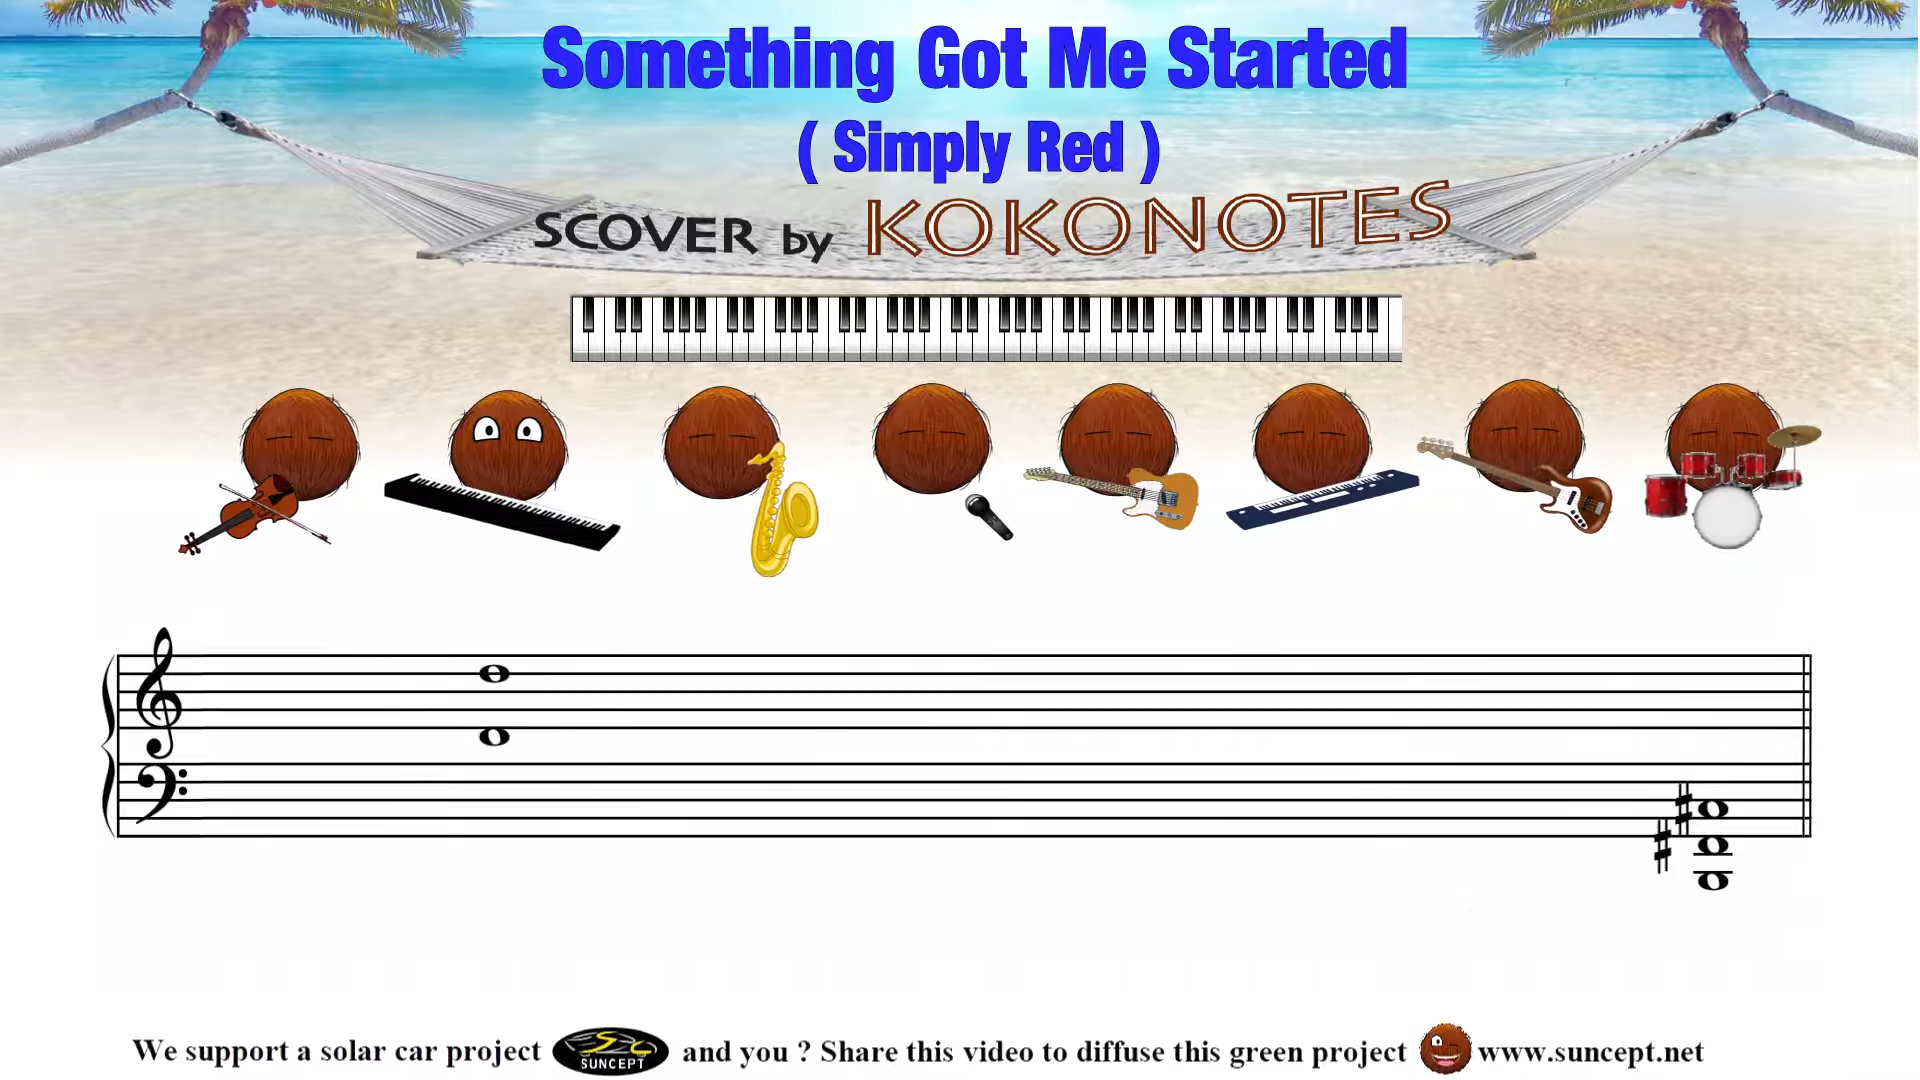 Something Got Me Started
( Simply Red )
SCOVER by KOKONOTES
We support a solar car project SUNCEPT and you ? Share this video to diffuse this green project www.suncept.net